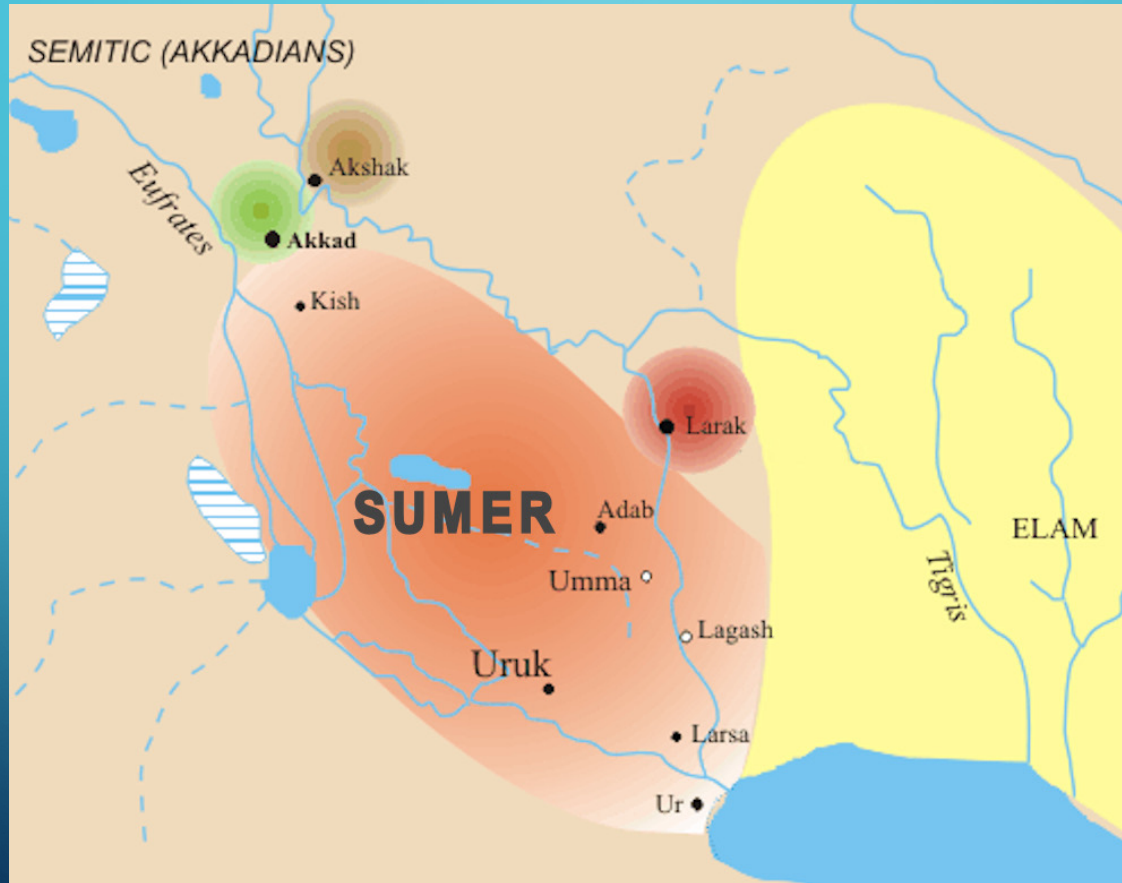 SEMITIC (AKKADIANS)
Akshak
Eufrates
Akkad
Kish
Larak
SUMER
Adab
ELAM
Umma
Tigris
Lagash
Uruk
Larsa
Ur